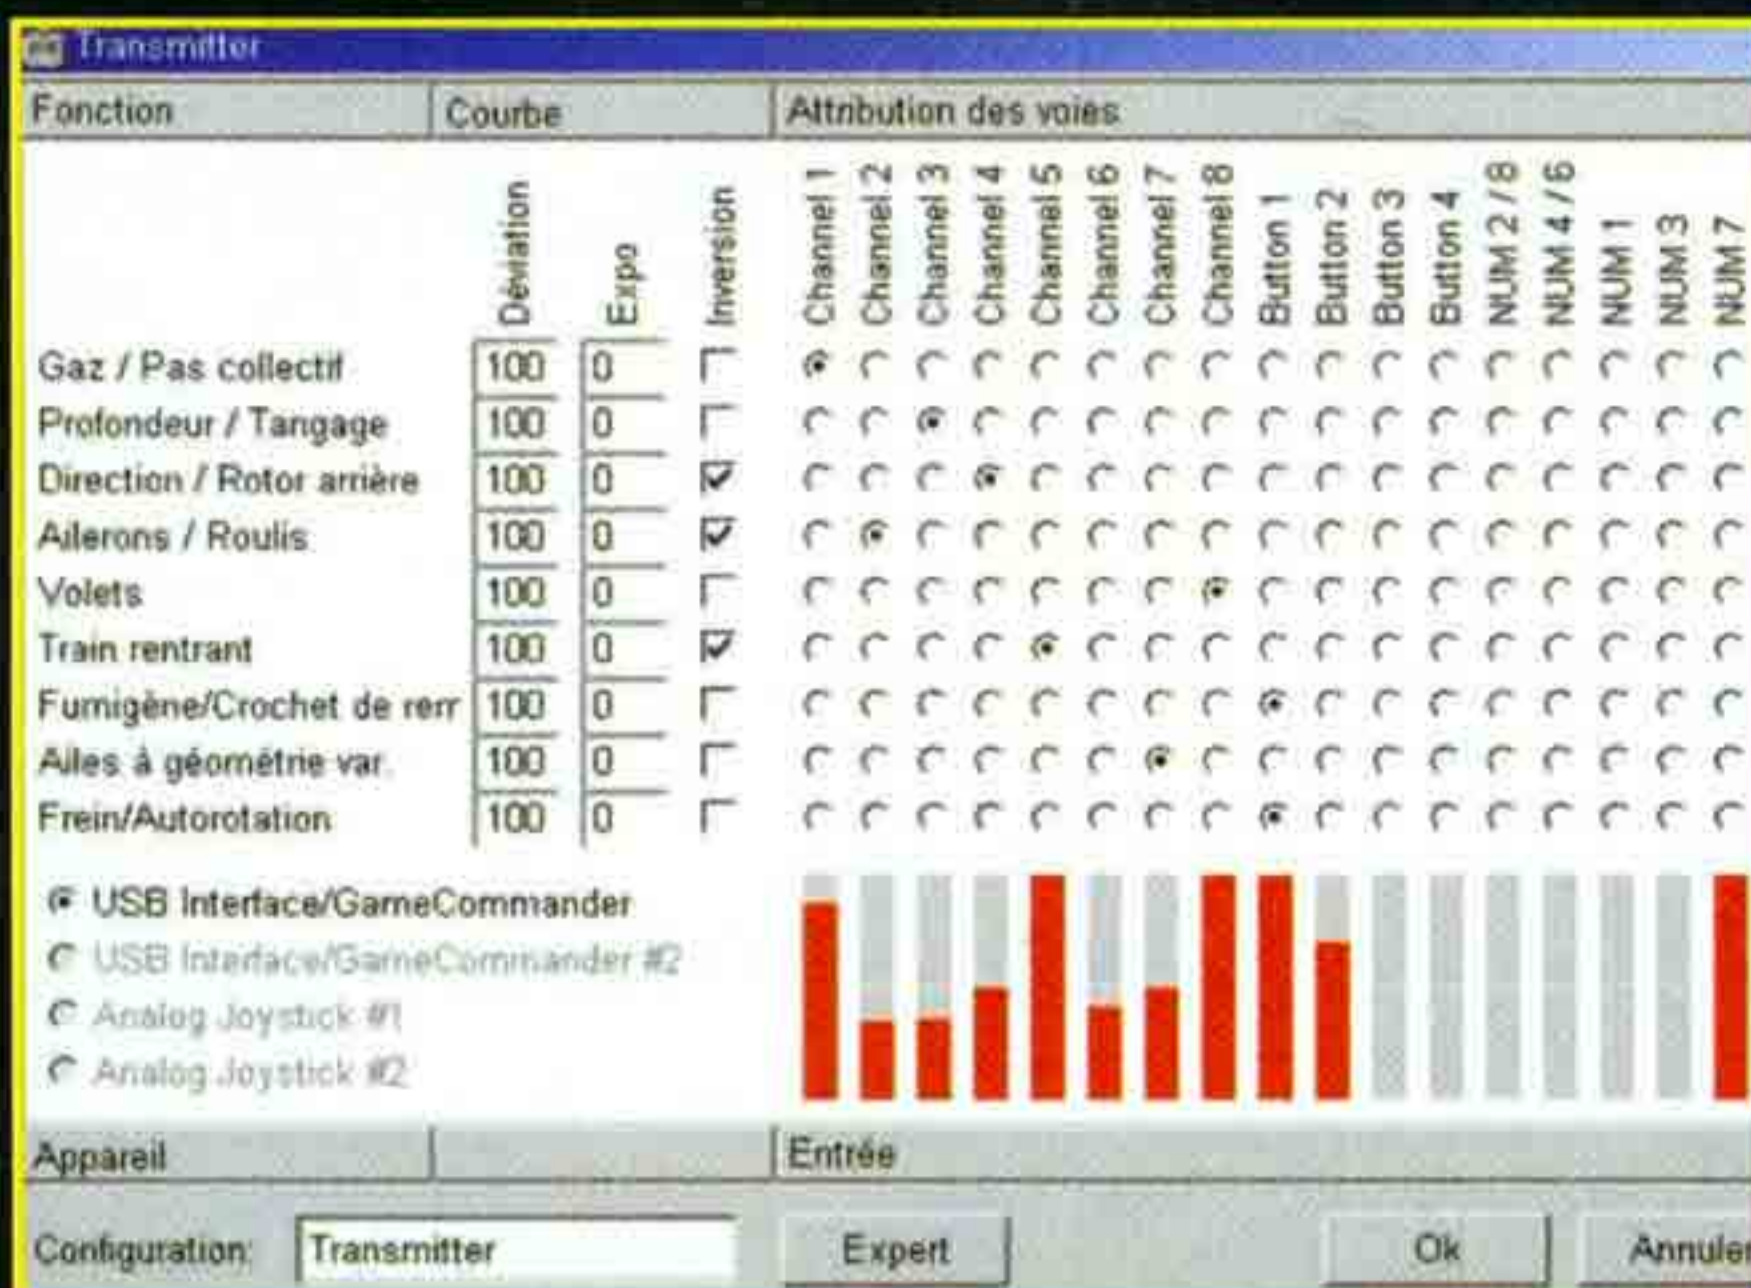 Transmitter
Fonction Courbe Attribution des voies
Déviation Expo Inversion Channel 1 Channel 2 Channel 3 Channel 4 Channel 5 Channel 6 Channel 7 Channel 8 Button 1 Button 2 Button 3 Button 4 NUM 2 / 8 NUM 4 / 6 NUM 1 NUM 3 NUM 7
Gaz / Pas collectif 100 0
Profondeur / Tangage 100 0
Direction / Rotor arrière 100 0
Ailerons / Roulis 100 0
Volets 100 0
Train rentrant 100 0
Fumigène/Crochet de rem 100 0
Ailes à géométrie var. 100 0
Frein/Autorotation 100 0
USB Interface/GameCommander
USB Interface/GameCommander #2
Analog Joystick #1
Analog Joystick #2
Appareil Entrée
Configuration: Transmitter Expert Ok Annuler